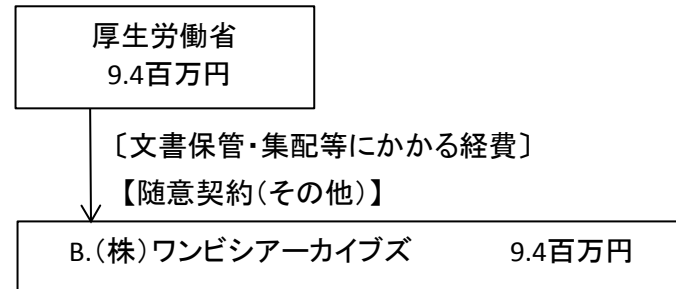 厚生労働省
9.4百万円
〔文書保管・集配等にかかる経費〕
【随意契約（その他）】
B.（株）ワンビシアーカイブズ 9.4百万円